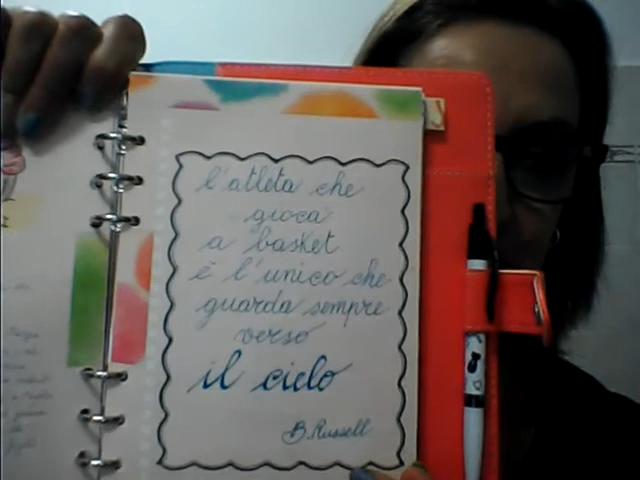 l'atleta che
gioca
a basket
è l'unico che
guarda sempre
verso
il cielo
B. Russell